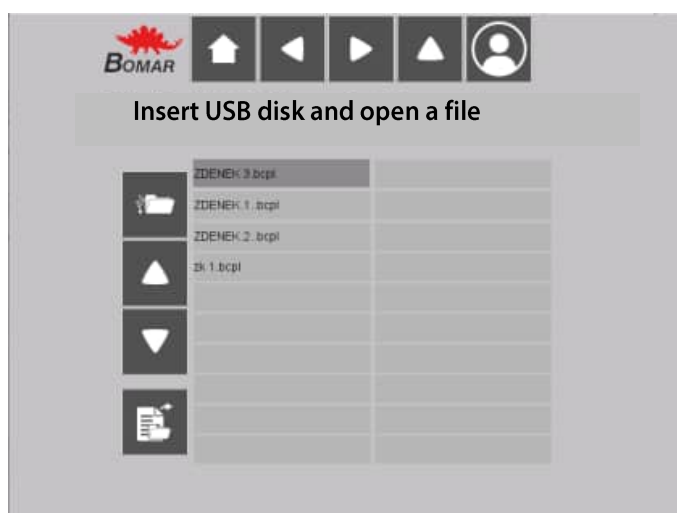 BOMAR
Insert USB disk and open a file
ZDENEK 3.bcpl
ZDENEK.1..bcpl
ZDENEK.2..bcpl
zk 1.bcpl